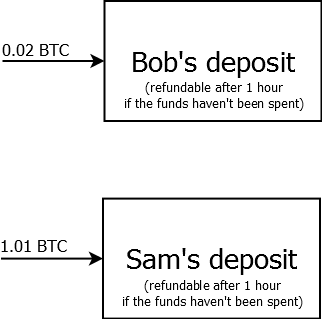 0.02 BTC
Bob's deposit
(refundable after 1 hour
if the funds haven't been spent)
1.01 BTC
Sam's deposit
(refundable after 1 hour
if the funds haven't been spent)